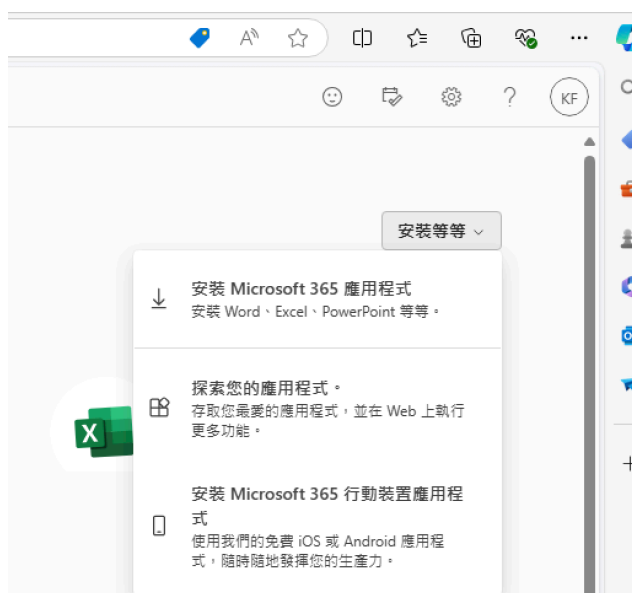 KF
安裝等等
安裝 Microsoft 365 應用程式
安裝 Word、Excel、PowerPoint 等等。
探索您的應用程式。
存取您最愛的應用程式，並在 Web 上執行
更多功能。
安裝 Microsoft 365 行動裝置應用程
式
使用我們的免費 iOS 或 Android 應用程
式，隨時隨地發揮您的生產力。